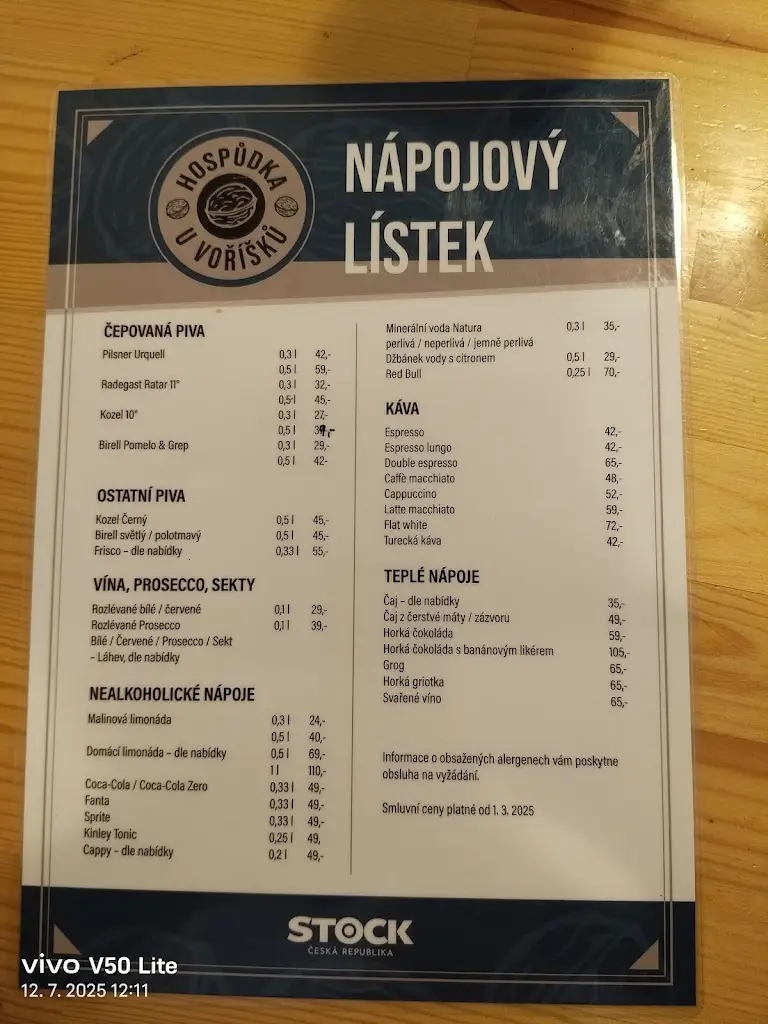 HOSPŮDKA
U VOŘÍŠKŮ
NÁPOJOVÝ
LÍSTEK
ČEPOVANÁ PIVA
Pilsner Urquell 0,3 l 42,-
0,5 l 59,-
Radegast Ratar 11° 0,3 l 32,-
0,5 l 45,-
Kozel 10° 0,3 l 27,-
0,5 l 39,-
Birell Pomelo & Grep 0,3 l 29,-
0,5 l 42-
OSTATNÍ PIVA
Kozel Černý 0,5 l 45,-
Birell světlý / polotmavý 0,5 l 45,-
Frisco – dle nabídky 0,33 l 55,-
VÍNA, PROSECCO, SEKTY
Rozlévané bílé / červené 0,1 l 29,-
Rozlévané Prosecco 0,1 l 39,-
Bílé / Červené / Prosecco / Sekt
– Láhev, dle nabídky
NEALKOHOLICKÉ NÁPOJE
Malinová limonáda 0,3 l 24,-
0,5 l 40,-
Domácí limonáda – dle nabídky 0,5 l 69,-
1 l 110,-
Coca-Cola / Coca-Cola Zero 0,33 l 49,-
Fanta 0,33 l 49,-
Sprite 0,33 l 49,-
Kinley Tonic 0,25 l 49,
Cappy – dle nabídky 0,2 l 49,-
Minerální voda Natura 0,3 l 35,-
perlivá / neperlivá / jemně perlivá
Džbánek vody s citronem 0,5 l 29,-
Red Bull 0,25 l 70,-
KÁVA
Espresso 42,-
Espresso lungo 42,-
Double espresso 65,-
Caffè macchiato 48,-
Cappuccino 52,-
Latte macchiato 59,-
Flat white 72,-
Turecká káva 42,-
TEPLÉ NÁPOJE
Čaj – dle nabídky 35,-
Čaj z čerstvé máty / zázvoru 49,-
Horká čokoláda 59,-
Horká čokoláda s banánovým likérem 105,-
Grog 65,-
Horká griotka 65,-
Svařené víno 65,-
Informace o obsažených alergenech vám poskytne
obsluha na vyžádání.
Smluvní ceny platné od 1. 3. 2025
STOCK
ČESKÁ REPUBLIKA
vivo V50 Lite
12. 7. 2025 12:11